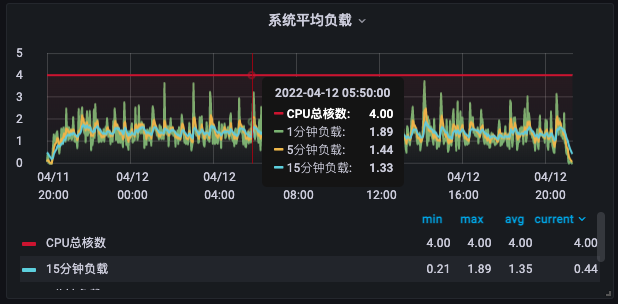 系统平均负载
5
4
3
2
1
0
04/11 20:00
04/12 00:00
04/12 04:00
04/12 08:00
04/12 12:00
04/12 16:00
04/12 20:00
2022-04-12 05:50:00
CPU总核数: 4.00
1分钟负载: 1.89
5分钟负载: 1.44
15分钟负载: 1.33
min max avg current
CPU总核数 4.00 4.00 4.00 4.00
15分钟负载 0.21 1.89 1.35 0.44